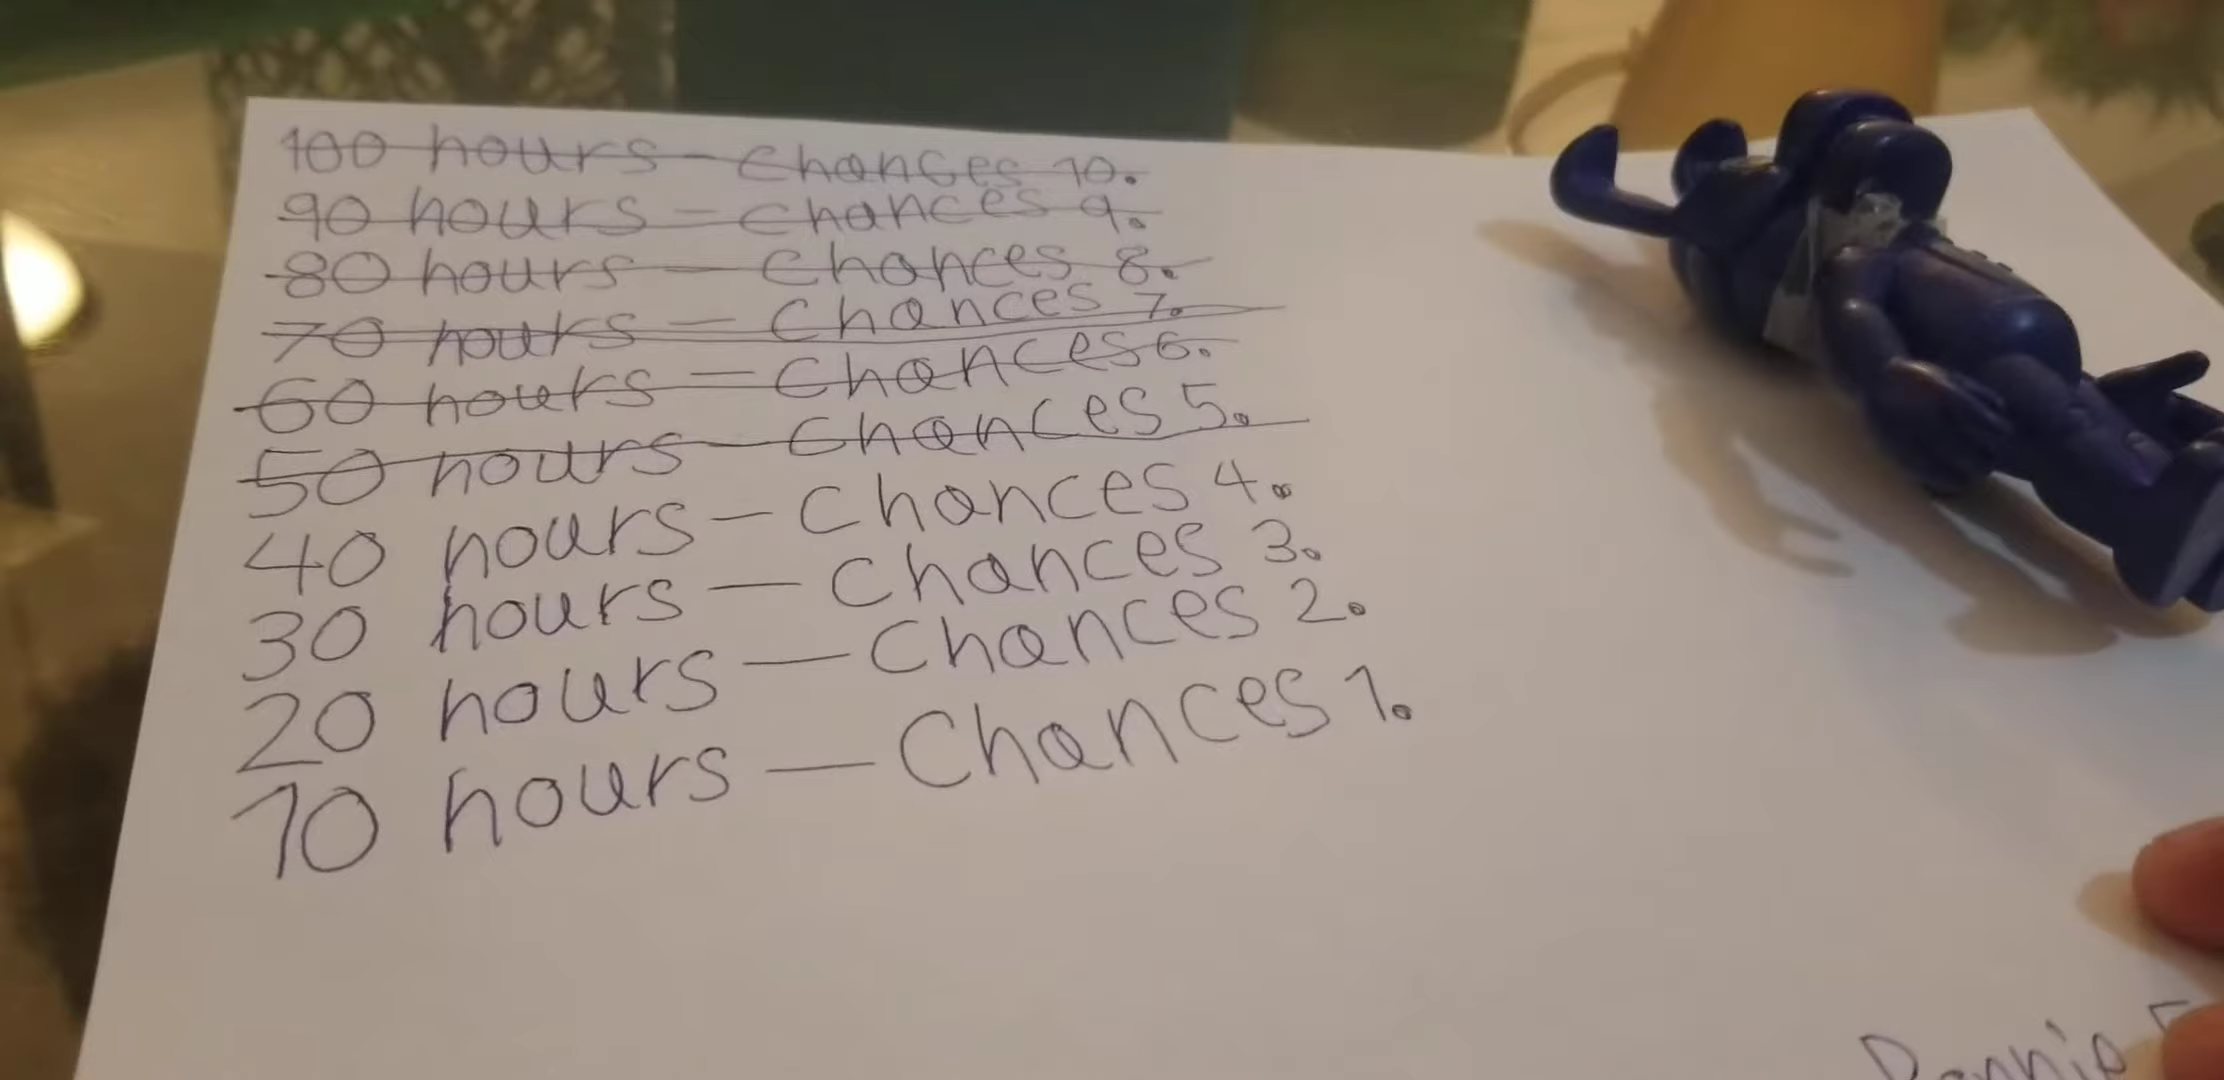 100 hours - Chances 10.
90 hours - Chances 9.
80 hours - Chances 8.
70 hours - Chances 7.
60 hours - Chances 6.
50 hours - Chances 5.
40 hours - Chances 4.
30 hours - Chances 3.
20 hours - Chances 2.
10 hours - Chances 1.